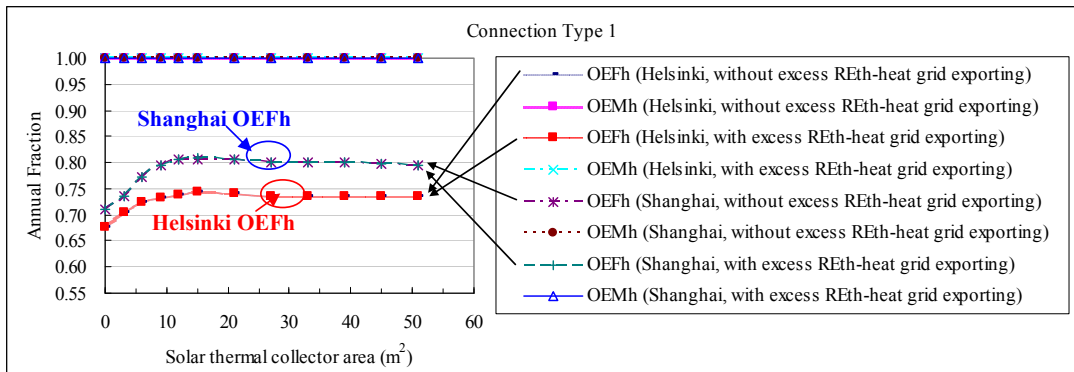 Connection Type 1
Annual Fraction
1.00
0.95
0.90
0.85
0.80
0.75
0.70
0.65
0.60
0.55
Shanghai OEFh
Helsinki OEFh
0 10 20 30 40 50 60
Solar thermal collector area (m²)
OEFh (Helsinki, without excess REth-heat grid exporting)
OEMh (Helsinki, without excess REth-heat grid exporting)
OEFh (Helsinki, with excess REth-heat grid exporting)
OEMh (Helsinki, with excess REth-heat grid exporting)
OEFh (Shanghai, without excess REth-heat grid exporting)
OEMh (Shanghai, without excess REth-heat grid exporting)
OEFh (Shanghai, with excess REth-heat grid exporting)
OEMh (Shanghai, with excess REth-heat grid exporting)